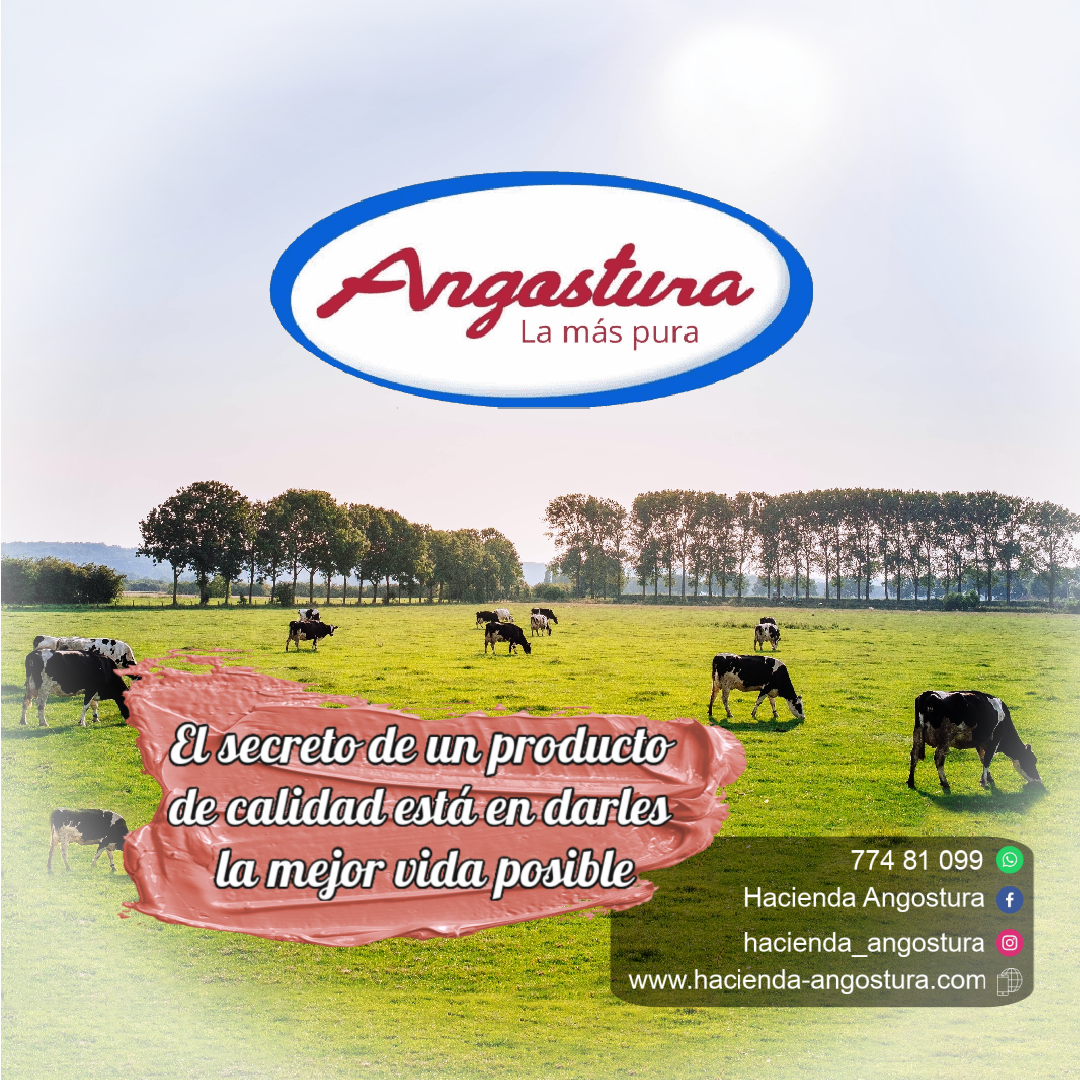 Angostura
La más pura
El secreto de un producto
de calidad está en darles
la mejor vida posible
774 81 099
Hacienda Angostura
hacienda_angostura
www.hacienda-angostura.com